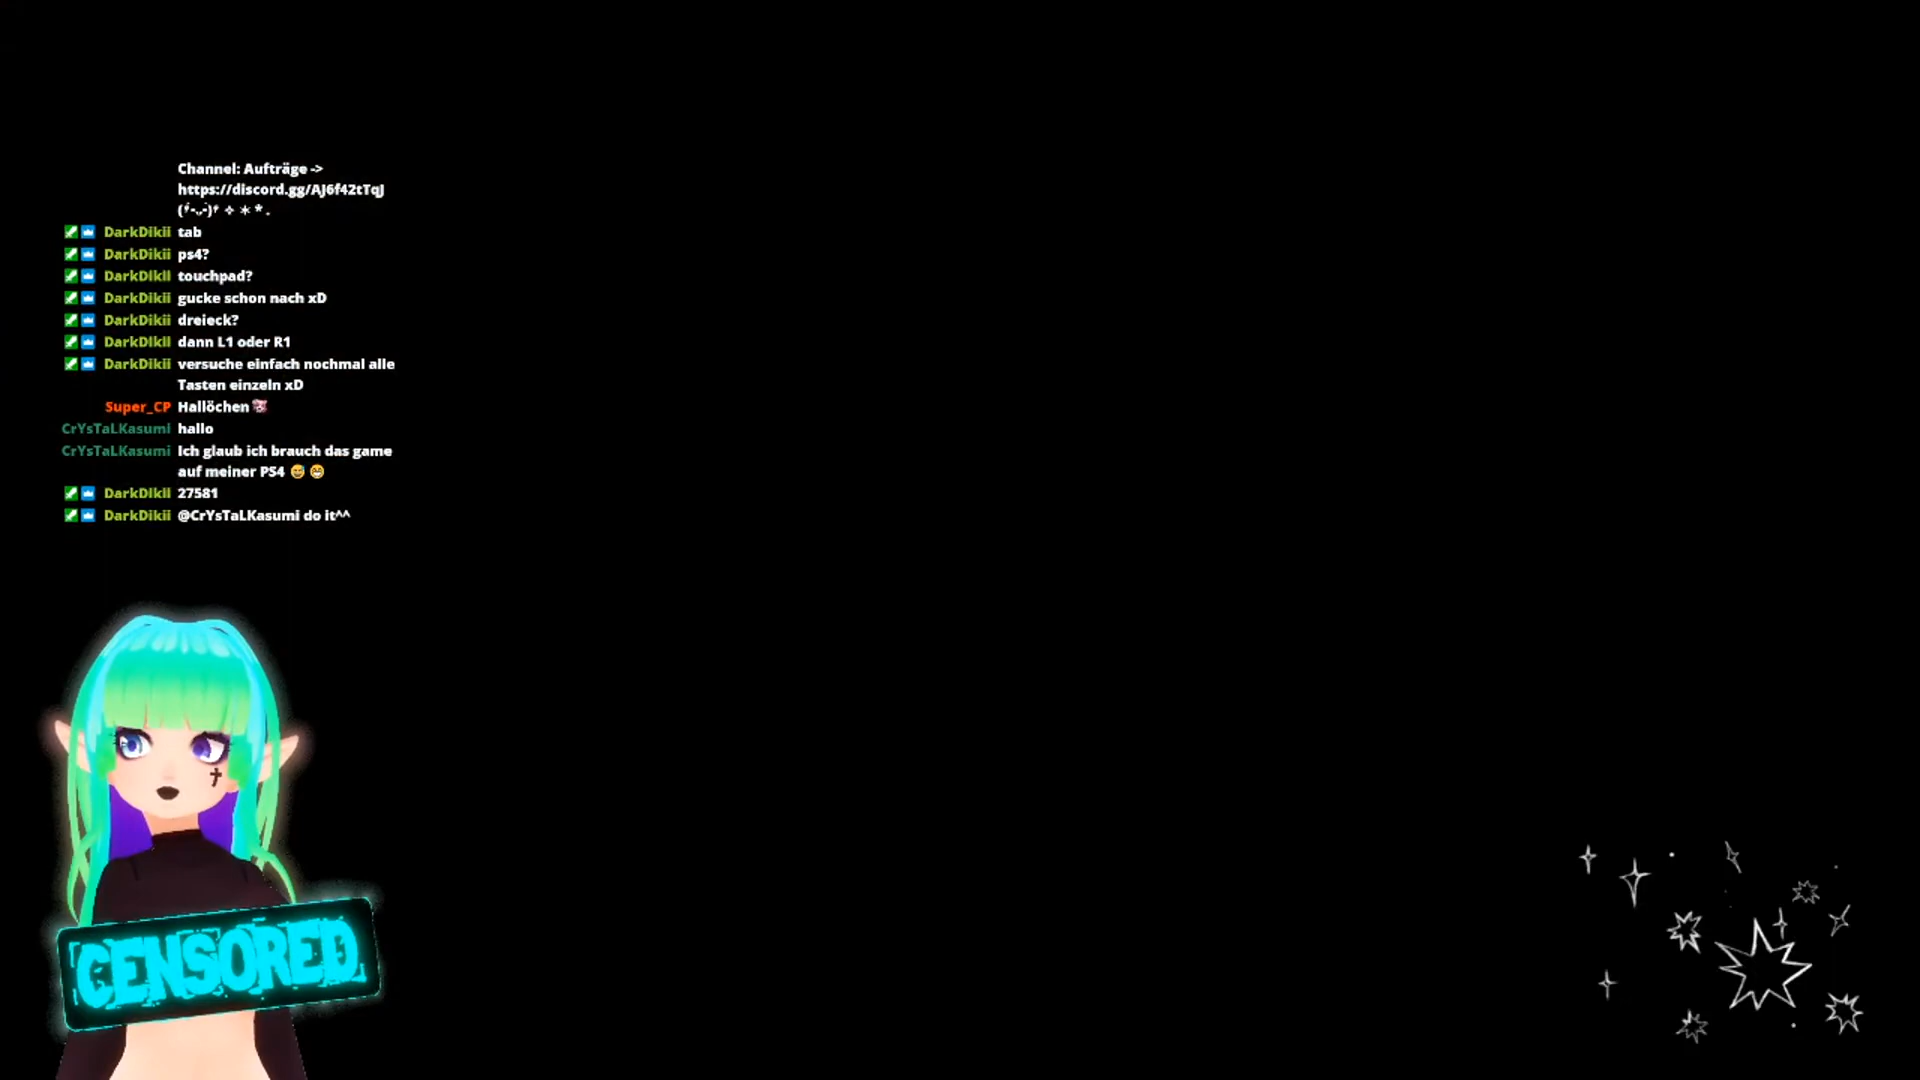 Channel: Aufträge ->
https://discord.gg/AJ6f42tTqJ
DarkDikii tab
DarkDikii ps4?
DarkDikii touchpad?
DarkDikii gucke schon nach xD
DarkDikii dreieck?
DarkDikii dann L1 oder R1
DarkDikii versuche einfach nochmal alle
Tasten einzeln xD
Super_CP Hallöchen
CrYsTaLKasumi hallo
CrYsTaLKasumi Ich glaub ich brauch das game
auf meiner PS4 😅 😁
DarkDikii 27581
DarkDikii @CrYsTaLKasumi do it^^
CENSORED